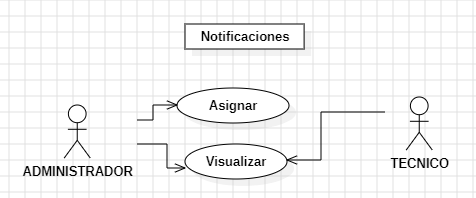 Notificaciones
Asignar
Visualizar
ADMINISTRADOR
TECNICO